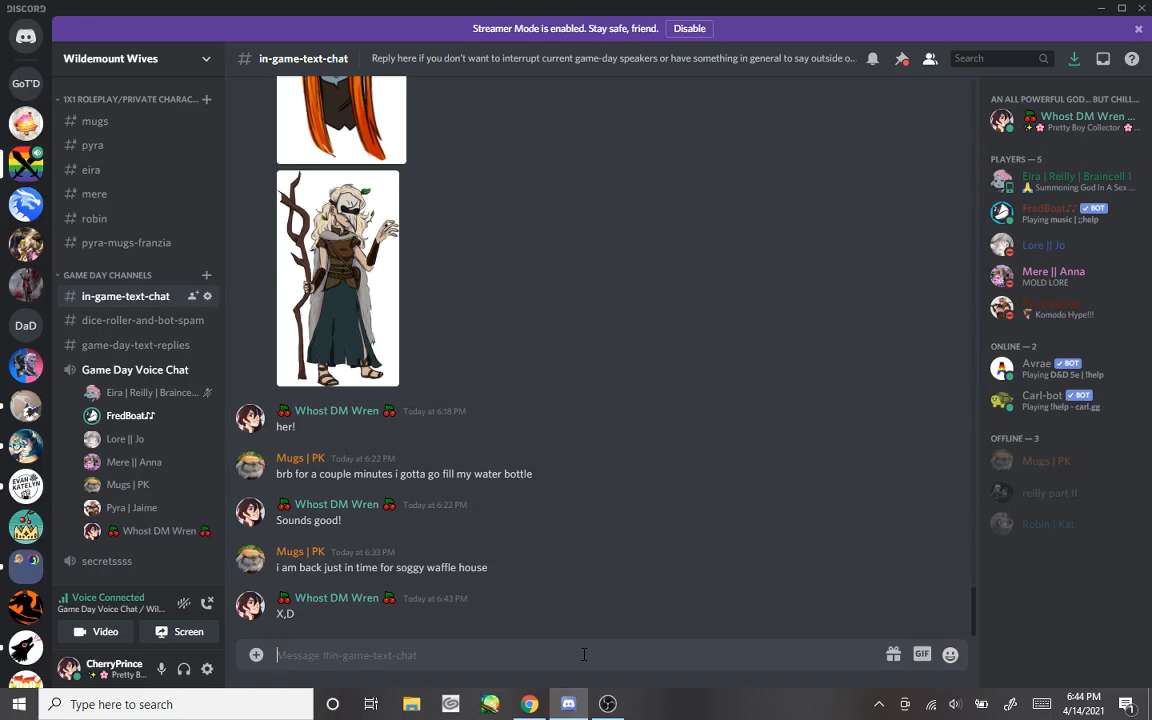 DISCORD
Streamer Mode is enabled. Stay safe, friend.
Disable
Wildemount Wives
in-game-text-chat
Reply here if you don't want to interrupt current game-day speakers or have something in general to say outside o...
Search
GoT'D
DaD
EVAN
KATELYN
1X1 ROLEPLAY/PRIVATE CHARAC...
mugs
pyra
eira
mere
robin
pyra-mugs-franzia
GAME DAY CHANNELS
in-game-text-chat
dice-roller-and-bot-spam
game-day-text-replies
Game Day Voice Chat
Eira | Reilly | Braince...
FredBoat♪♪
Lore || Jo
Mere || Anna
Mugs | PK
Pyra | Jaime
🍒 Whost DM Wren 🍒
secretssss
Voice Connected
Game Day Voice Chat / Wil...
Video
Screen
CherryPrince
✨🌸 Pretty B...
🍒 Whost DM Wren 🍒 Today at 6:18 PM
her!
Mugs | PK Today at 6:22 PM
brb for a couple minutes i gotta go fill my water bottle
🍒 Whost DM Wren 🍒 Today at 6:22 PM
Sounds good!
Mugs | PK Today at 6:33 PM
i am back just in time for soggy waffle house
🍒 Whost DM Wren 🍒 Today at 6:43 PM
X,D
Message #in-game-text-chat
GIF
AN ALL POWERFUL GOD... BUT CHILL...
🍒 Whost DM Wren ...
✨🌸 Pretty Boy Collector 🌸...
PLAYERS — 5
Eira | Reilly | Braincell 1
🙏 Summoning God In A Sex ...
FredBoat♪♪ ✓ BOT
Playing music | ;;help
Lore || Jo
Mere || Anna
MOLD LORE
Pyra | Jaime
Komodo Hype!!!
ONLINE — 2
Avrae ✓ BOT
Playing D&D 5e | !help
Carl-bot ✓ BOT
Playing !help - carl.gg
OFFLINE — 3
Mugs | PK
reilly part II
Robin | Kat
Type here to search
6:44 PM
4/14/2021
1